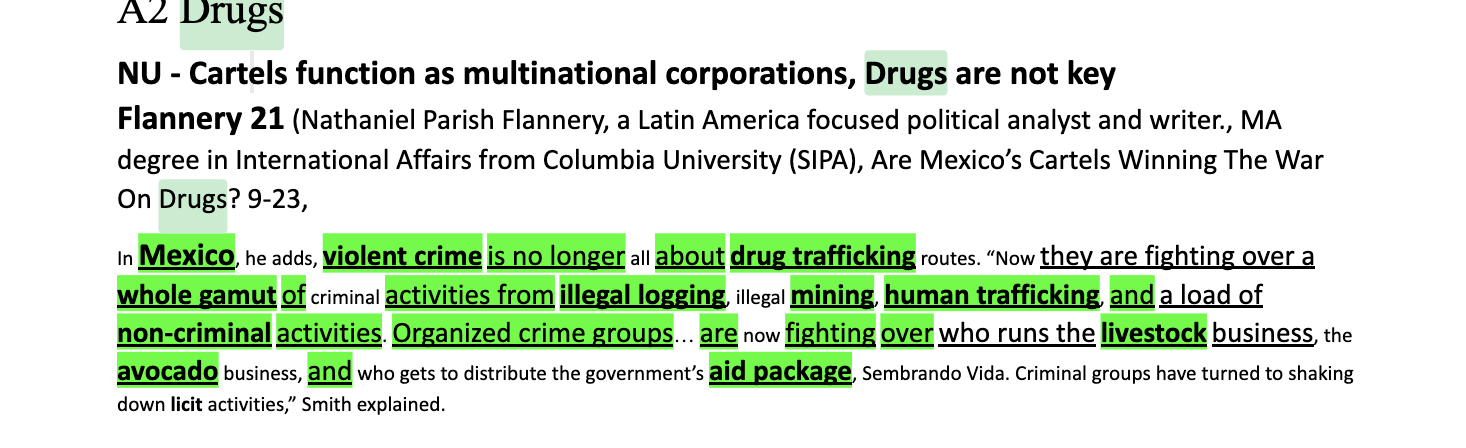 A2 Drugs
NU - Cartels function as multinational corporations, Drugs are not key
Flannery 21 (Nathaniel Parish Flannery, a Latin America focused political analyst and writer., MA
degree in International Affairs from Columbia University (SIPA), Are Mexico’s Cartels Winning The War
On Drugs? 9-23,
In Mexico, he adds, violent crime is no longer all about drug trafficking routes. “Now they are fighting over a
whole gamut of criminal activities from illegal logging, illegal mining, human trafficking, and a load of
non-criminal activities. Organized crime groups… are now fighting over who runs the livestock business, the
avocado business, and who gets to distribute the government’s aid package, Sembrando Vida. Criminal groups have turned to shaking
down licit activities,” Smith explained.